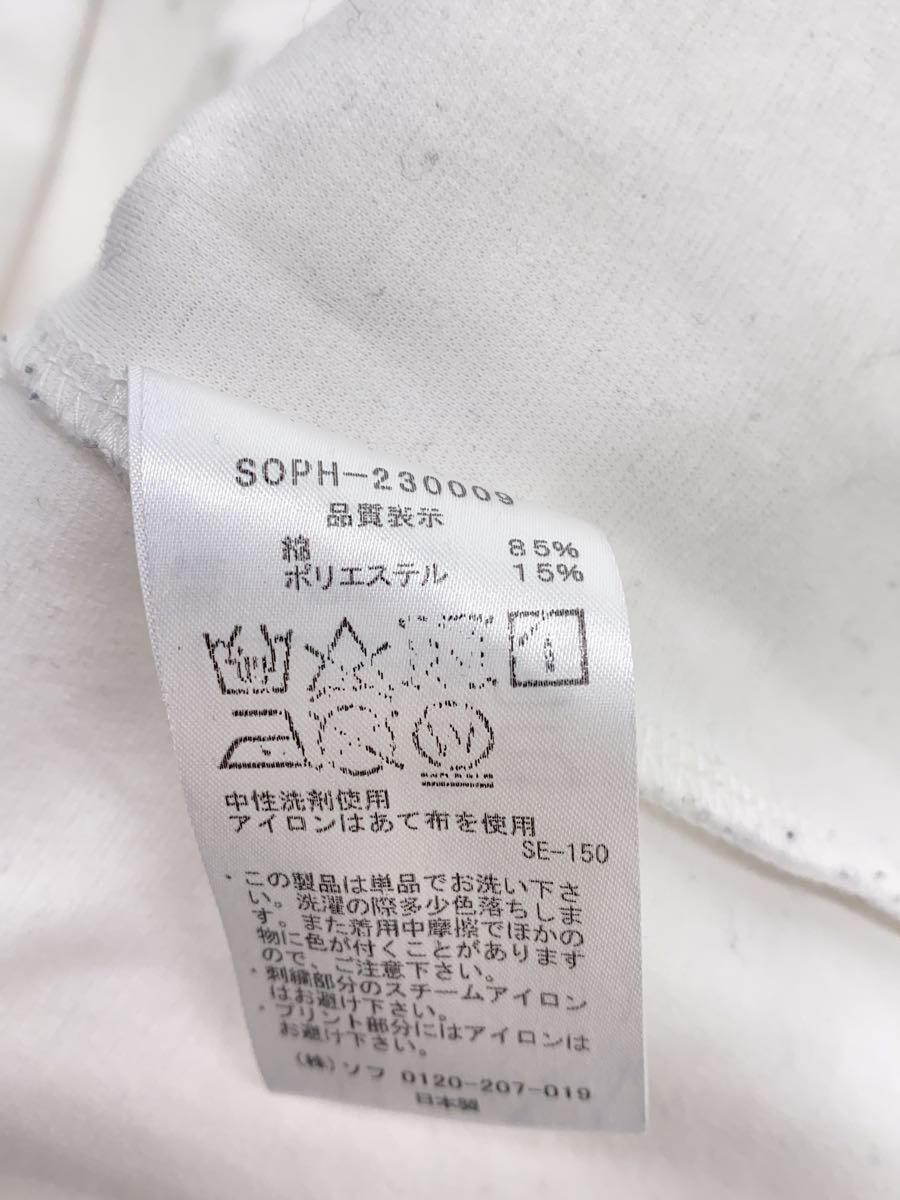 SOPH-230009
品質表示
綿 85%
ポリエステル 15%
中性洗剤使用
アイロンはあて布を使用
SE-150
・この製品は単品でお洗い下さ
い。洗濯の際多少色落ちしま
す。また着用中摩擦でほかの
物に色が付くことがあります
ので、ご注意下さい。
・刺繍部分のスチームアイロン
はお避け下さい。
・プリント部分にはアイロンは
お避け下さい。
(株)ソフ 0120-207-019
日本製